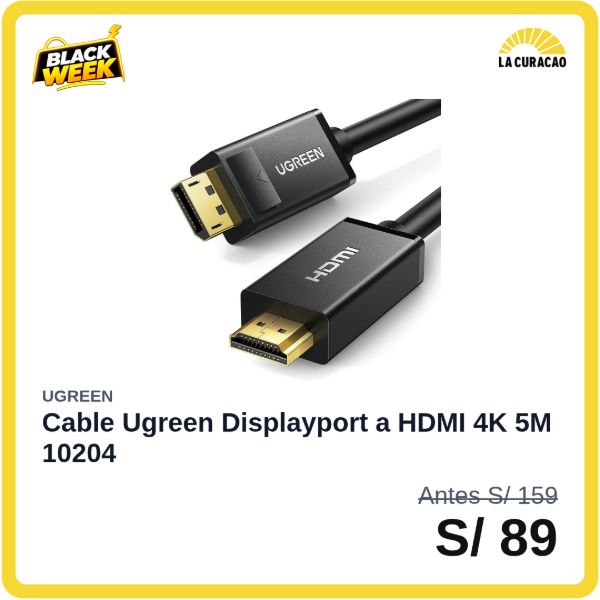 BLACK
WEEK
LA CURACAO
UGREEN
HDMI
UGREEN
Cable Ugreen Displayport a HDMI 4K 5M
10204
Antes S/ 159
S/ 89